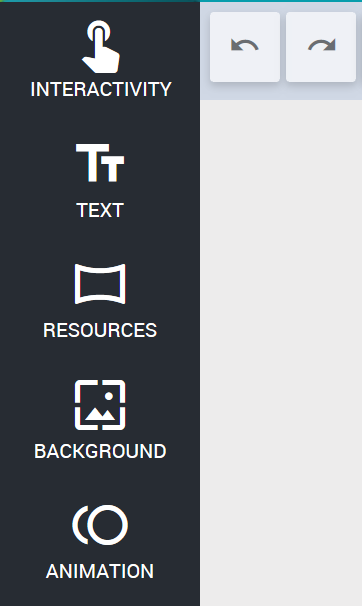 INTERACTIVITY
TEXT
RESOURCES
BACKGROUND
ANIMATION